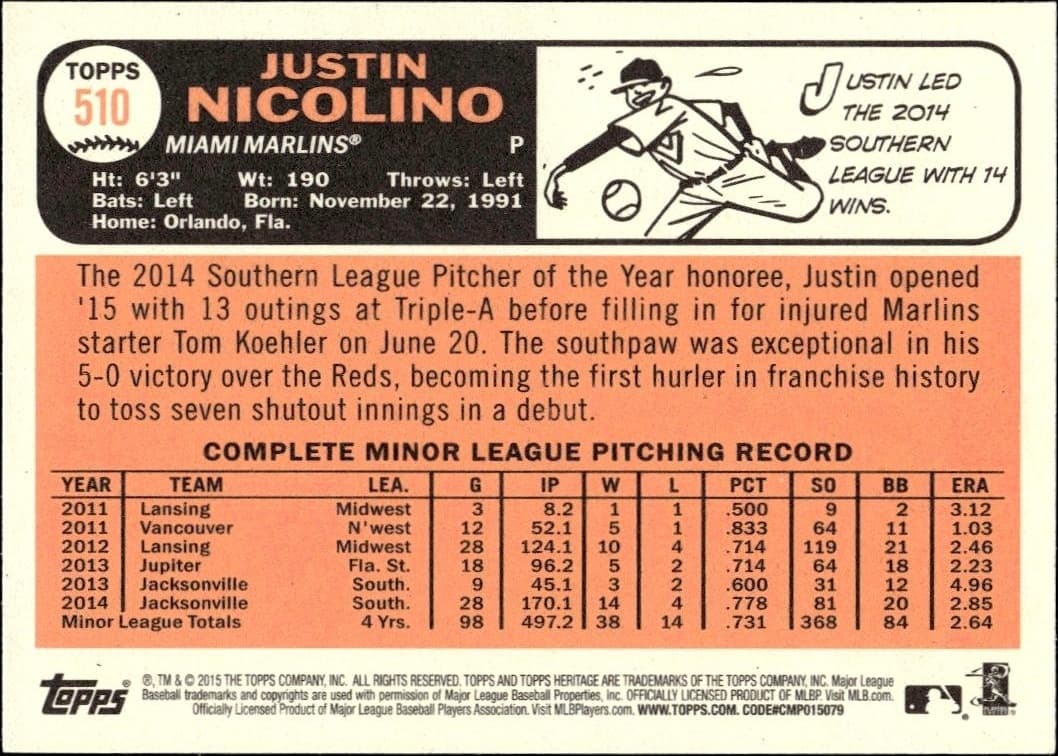 TOPPS
510
JUSTIN
NICOLINO
MIAMI MARLINS® P
Ht: 6'3" Wt: 190 Throws: Left
Bats: Left Born: November 22, 1991
Home: Orlando, Fla.
JUSTIN LED
THE 2014
SOUTHERN
LEAGUE WITH 14
WINS.
The 2014 Southern League Pitcher of the Year honoree, Justin opened
'15 with 13 outings at Triple-A before filling in for injured Marlins
starter Tom Koehler on June 20. The southpaw was exceptional in his
5-0 victory over the Reds, becoming the first hurler in franchise history
to toss seven shutout innings in a debut.
COMPLETE MINOR LEAGUE PITCHING RECORD
YEAR TEAM LEA. G IP W L PCT SO BB ERA
2011 Lansing Midwest 3 8.2 1 1 .500 9 2 3.12
2011 Vancouver N'west 12 52.1 5 1 .833 64 11 1.03
2012 Lansing Midwest 28 124.1 10 4 .714 119 21 2.46
2013 Jupiter Fla. St. 18 96.2 5 2 .714 64 18 2.23
2013 Jacksonville South. 9 45.1 3 2 .600 31 12 4.96
2014 Jacksonville South. 28 170.1 14 4 .778 81 20 2.85
Minor League Totals 4 Yrs. 98 497.2 38 14 .731 368 84 2.64
TOPPS®
®, TM & © 2015 THE TOPPS COMPANY, INC. ALL RIGHTS RESERVED. TOPPS AND TOPPS HERITAGE ARE TRADEMARKS OF THE TOPPS COMPANY, INC. Major League
Baseball trademarks and copyrights are used with permission of Major League Baseball Properties, Inc. OFFICIALLY LICENSED PRODUCT OF MLBP. Visit MLB.com.
Officially Licensed Product of Major League Baseball Players Association. Visit MLBPlayers.com. WWW.TOPPS.COM. CODE#CMP015079